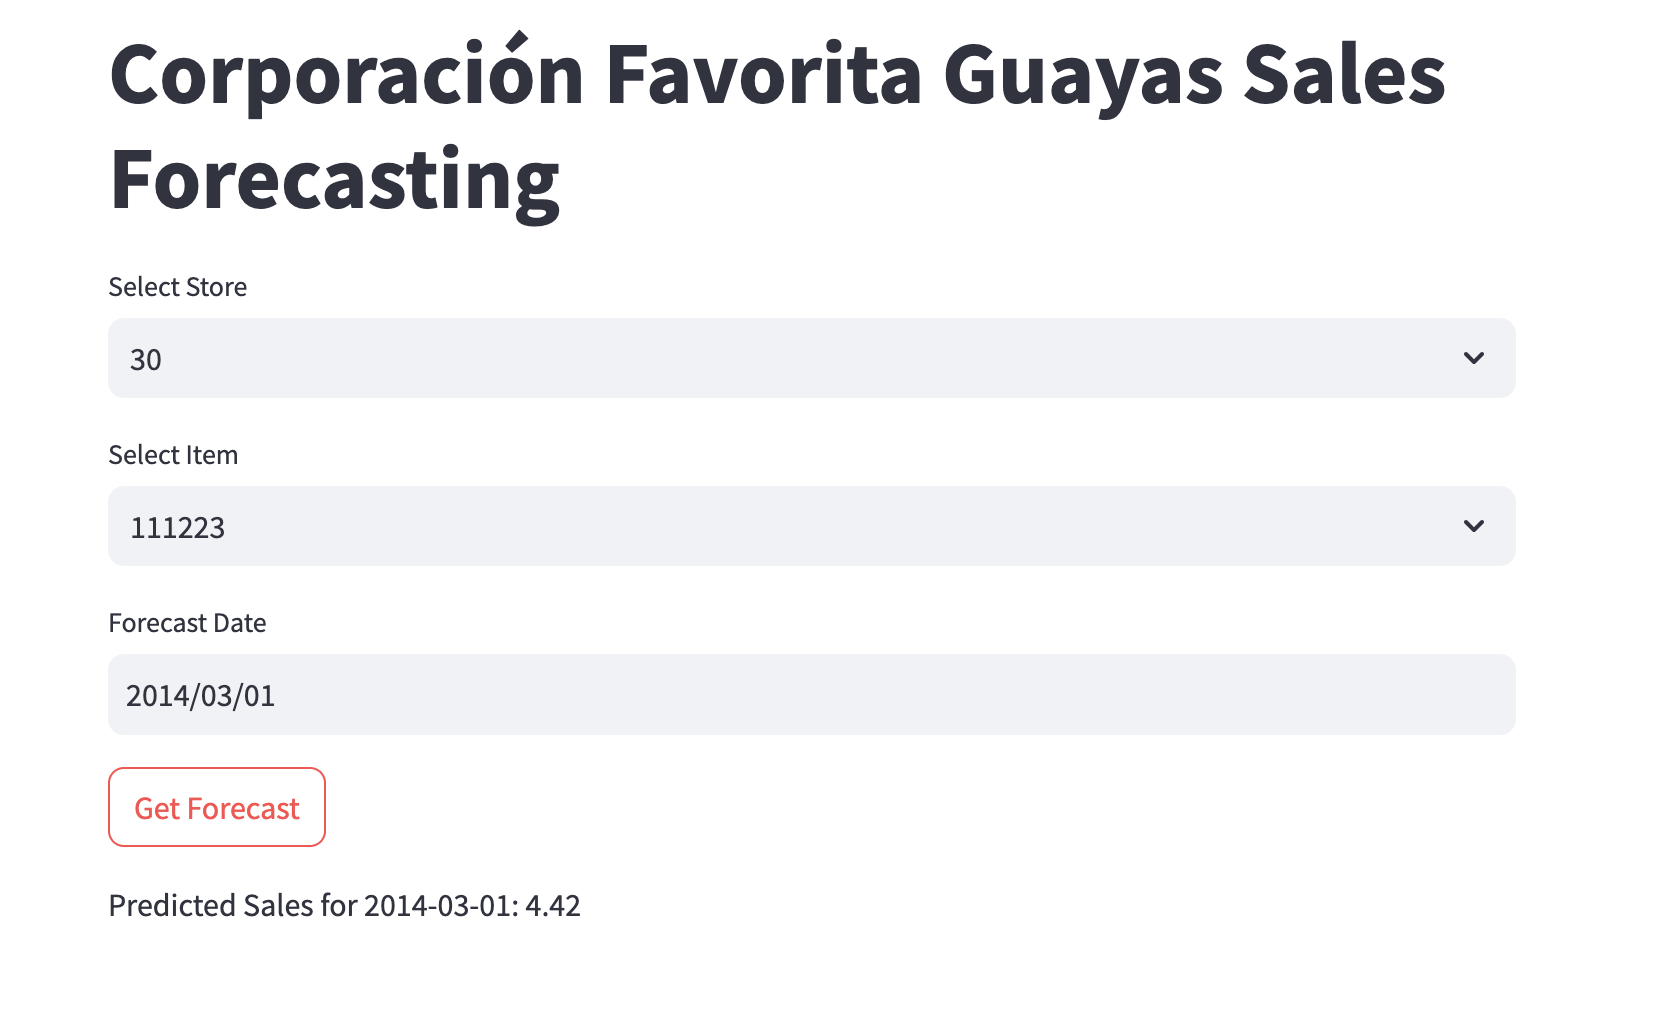 Corporación Favorita Guayas Sales
Forecasting
Select Store
30
Select Item
111223
Forecast Date
2014/03/01
Get Forecast
Predicted Sales for 2014-03-01: 4.42